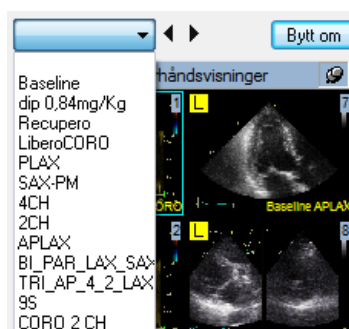 Bytt om
håndsvisninger
Baseline
dip 0,84mg/Kg
Recupero
LiberoCORO
PLAX
SAX-PM
4CH
2CH
APLAX
BI_PAR_LAX_SAX
TRI_AP_4_2_LAX
9S
CORO 2 CH
1
L
7
ORO
Baseline APLAX
2
L
8